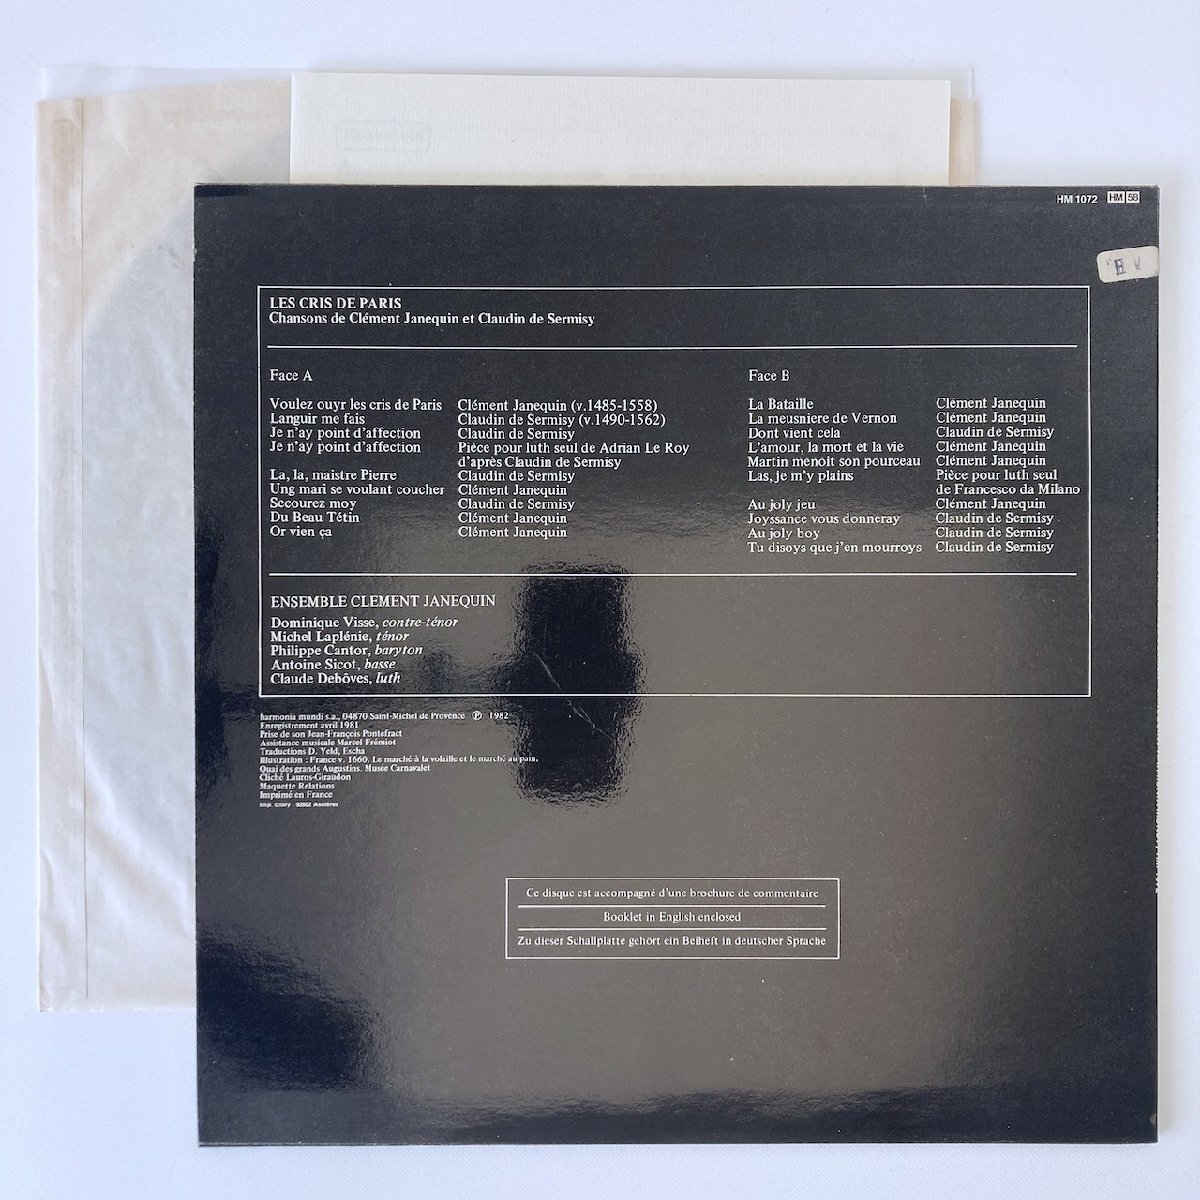 HM 1072 HM 58
LES CRIS DE PARIS
Chansons de Clément Janequin et Claudin de Sermisy
Face A
Voulez ouyr les cris de Paris Clément Janequin (v.1485-1558)
Languir me fais Claudin de Sermisy (v.1490-1562)
Je n'ay point d'affection Claudin de Sermisy
Je n'ay point d'affection Pièce pour luth seul de Adrian Le Roy
d'après Claudin de Sermisy
La, la, maistre Pierre Claudin de Sermisy
Ung mari se voulant coucher Clément Janequin
Secourez moy Claudin de Sermisy
Du Beau Tétin Clément Janequin
Or vien ça Clément Janequin
Face B
La Bataille Clément Janequin
La meusniere de Vernon Clément Janequin
Dont vient cela Claudin de Sermisy
L'amour, la mort et la vie Clément Janequin
Martin menoit son pourceau Clément Janequin
Las, je m'y plains Pièce pour luth seul
de Francesco da Milano
Au joly jeu Clément Janequin
Joyssance vous donneray Claudin de Sermisy
Au joly boy Claudin de Sermisy
Tu disoys que j'en mourroys Claudin de Sermisy
ENSEMBLE CLEMENT JANEQUIN
Dominique Visse, contre-ténor
Michel Laplénie, ténor
Philippe Cantor, baryton
Antoine Sicot, basse
Claude Debôves, luth
harmonia mundi s.a., 04870 Saint-Michel de Provence Ⓟ 1982
Enregistrement avril 1981
Prise de son Jean-François Pontefract
Assistance musicale Marcel Frémiot
Traductions D. Yeld, Escha
Illustration : France v. 1660. Le marché à la volaille et le marché au pain.
Quai des grands Augustins. Musée Carnavalet
Cliché Lauros-Giraudon
Maquette Relations
Imprimé en France
Imp. Glory - 92602 Asnières
Ce disque est accompagné d'une brochure de commentaire
Booklet in English enclosed
Zu dieser Schallplatte gehört ein Beiheft in deutscher Sprache